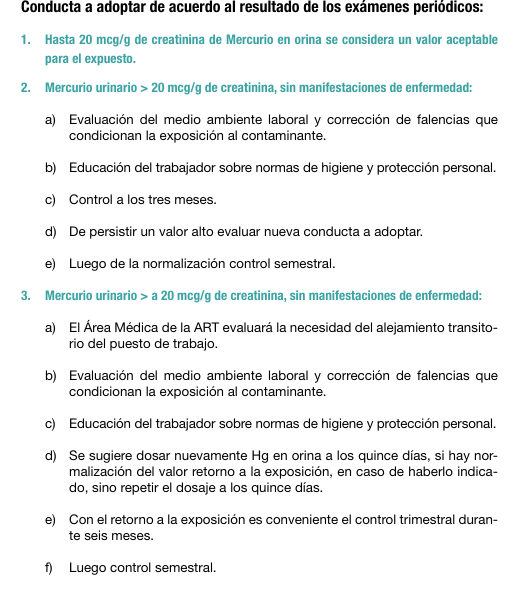 Conducta a adoptar de acuerdo al resultado de los exámenes periódicos:
1. Hasta 20 mcg/g de creatinina de Mercurio en orina se considera un valor aceptable
para el expuesto.
2. Mercurio urinario > 20 mcg/g de creatinina, sin manifestaciones de enfermedad:
a) Evaluación del medio ambiente laboral y corrección de falencias que
condicionan la exposición al contaminante.
b) Educación del trabajador sobre normas de higiene y protección personal.
c) Control a los tres meses.
d) De persistir un valor alto evaluar nueva conducta a adoptar.
e) Luego de la normalización control semestral.
3. Mercurio urinario > a 20 mcg/g de creatinina, sin manifestaciones de enfermedad:
a) El Área Médica de la ART evaluará la necesidad del alejamiento transito-
rio del puesto de trabajo.
b) Evaluación del medio ambiente laboral y corrección de falencias que
condicionan la exposición al contaminante.
c) Educación del trabajador sobre normas de higiene y protección personal.
d) Se sugiere dosar nuevamente Hg en orina a los quince días, si hay nor-
malización del valor retorno a la exposición, en caso de haberlo indica-
do, sino repetir el dosaje a los quince días.
e) Con el retorno a la exposición es conveniente el control trimestral duran-
te seis meses.
f) Luego control semestral.